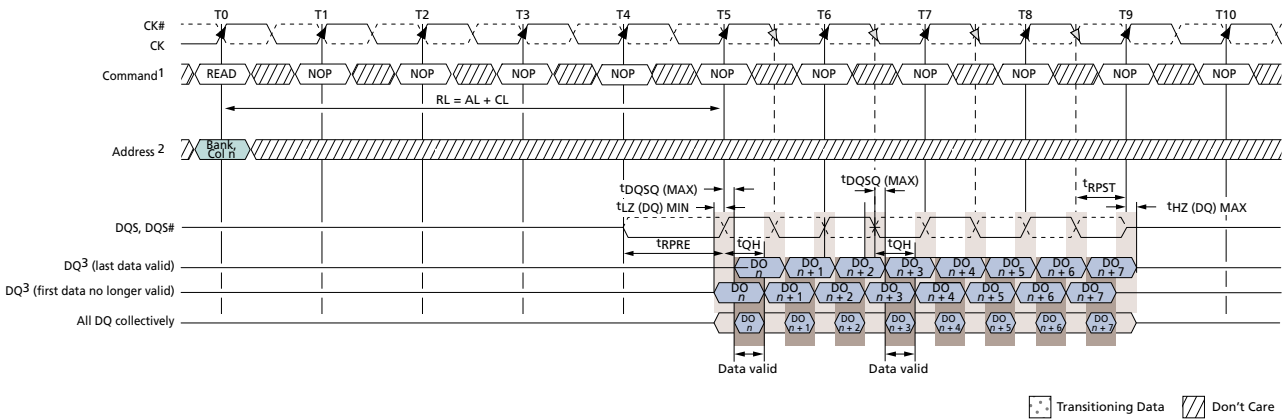 T0 T1 T2 T3 T4 T5 T6 T7 T8 T9 T10
CK#
CK
Command1 READ NOP NOP NOP NOP NOP NOP NOP NOP NOP NOP
RL = AL + CL
Address 2 Bank, Col n
tDQSQ (MAX) tDQSQ (MAX) tRPST
tLZ (DQ) MIN tHZ (DQ) MAX
DQS, DQS#
tRPRE tQH tQH
DQ3 (last data valid) DO n DO n + 1 DO n + 2 DO n + 3 DO n + 4 DO n + 5 DO n + 6 DO n + 7
DQ3 (first data no longer valid) DO n DO n + 1 DO n + 2 DO n + 3 DO n + 4 DO n + 5 DO n + 6 DO n + 7
All DQ collectively DO n DO n + 1 DO n + 2 DO n + 3 DO n + 4 DO n + 5 DO n + 6 DO n + 7
Data valid Data valid
Transitioning Data Don't Care